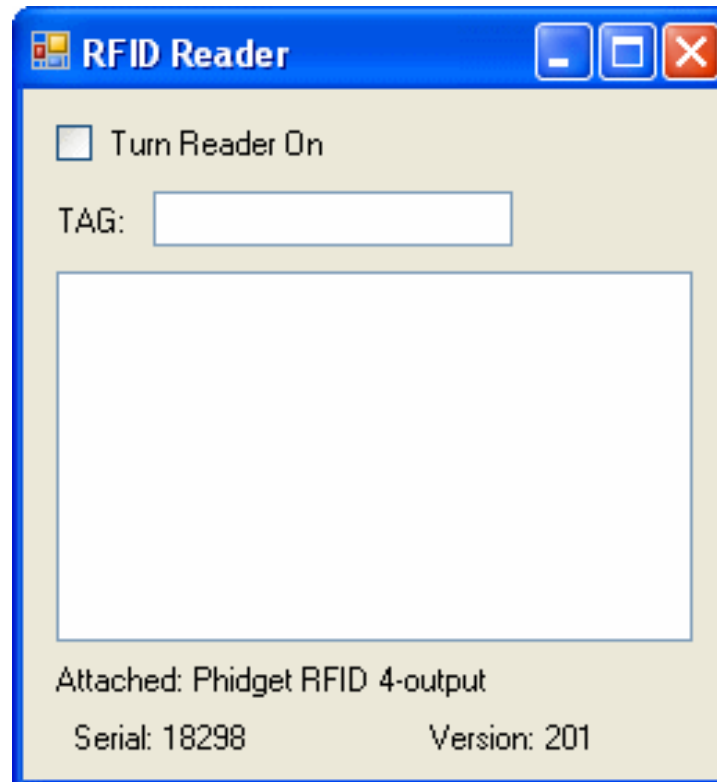 RFID Reader
Turn Reader On
TAG:
Attached: Phidget RFID 4-output
Serial: 18298 Version: 201